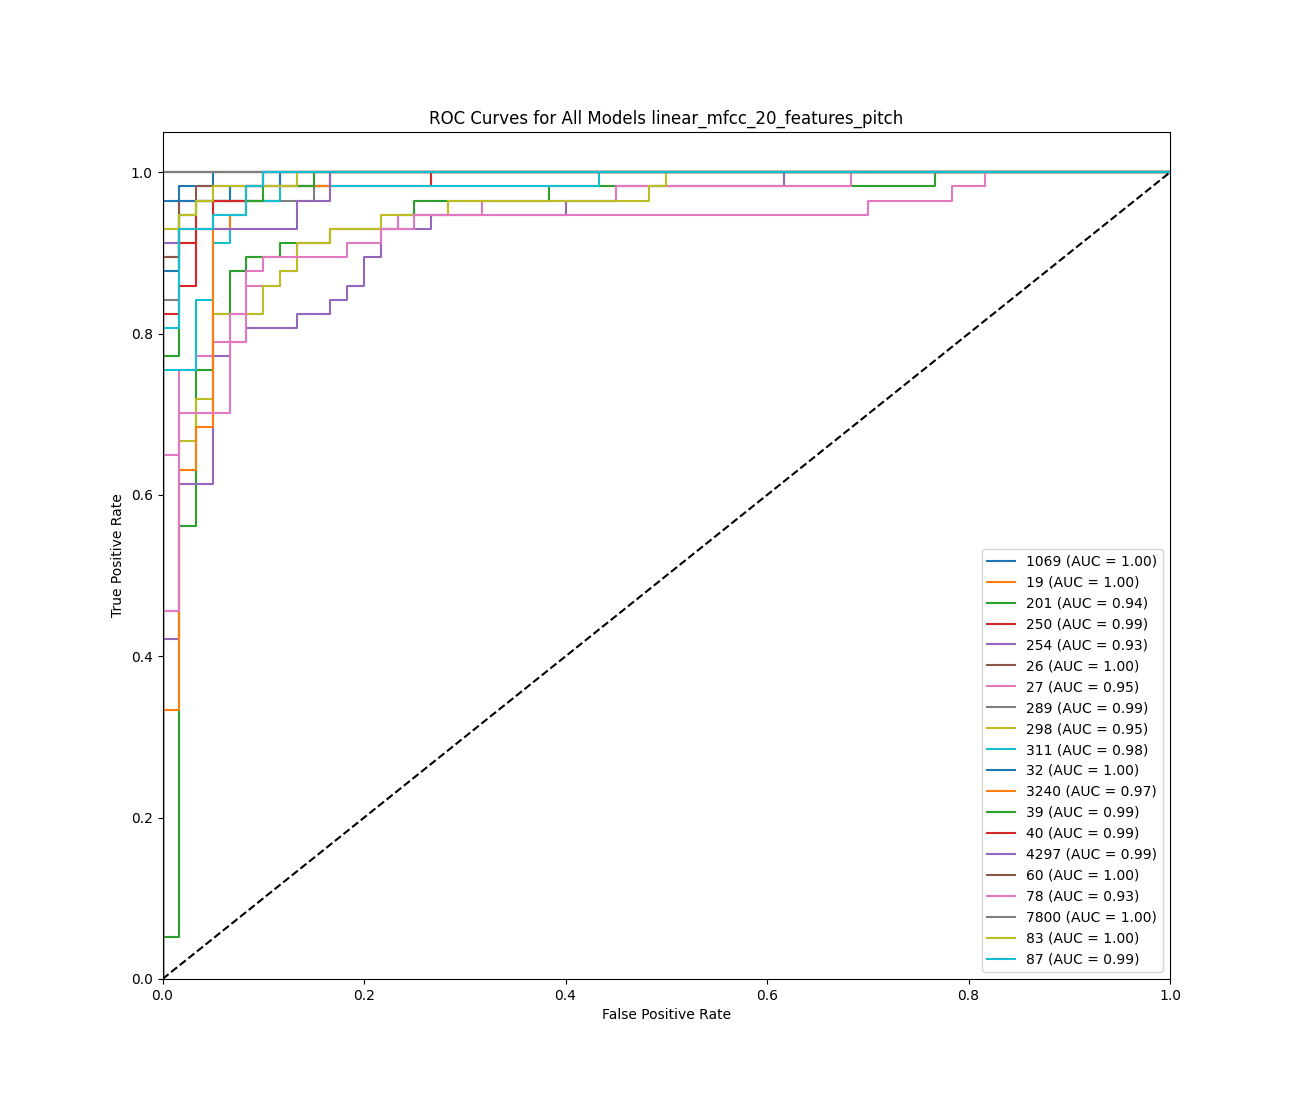 ROC Curves for All Models linear_mfcc_20_features_pitch
1.0
0.8
0.6
0.4
0.2
0.0
True Positive Rate
0.0 0.2 0.4 0.6 0.8 1.0
False Positive Rate
1069 (AUC = 1.00)
19 (AUC = 1.00)
201 (AUC = 0.94)
250 (AUC = 0.99)
254 (AUC = 0.93)
26 (AUC = 1.00)
27 (AUC = 0.95)
289 (AUC = 0.99)
298 (AUC = 0.95)
311 (AUC = 0.98)
32 (AUC = 1.00)
3240 (AUC = 0.97)
39 (AUC = 0.99)
40 (AUC = 0.99)
4297 (AUC = 0.99)
60 (AUC = 1.00)
78 (AUC = 0.93)
7800 (AUC = 1.00)
83 (AUC = 1.00)
87 (AUC = 0.99)